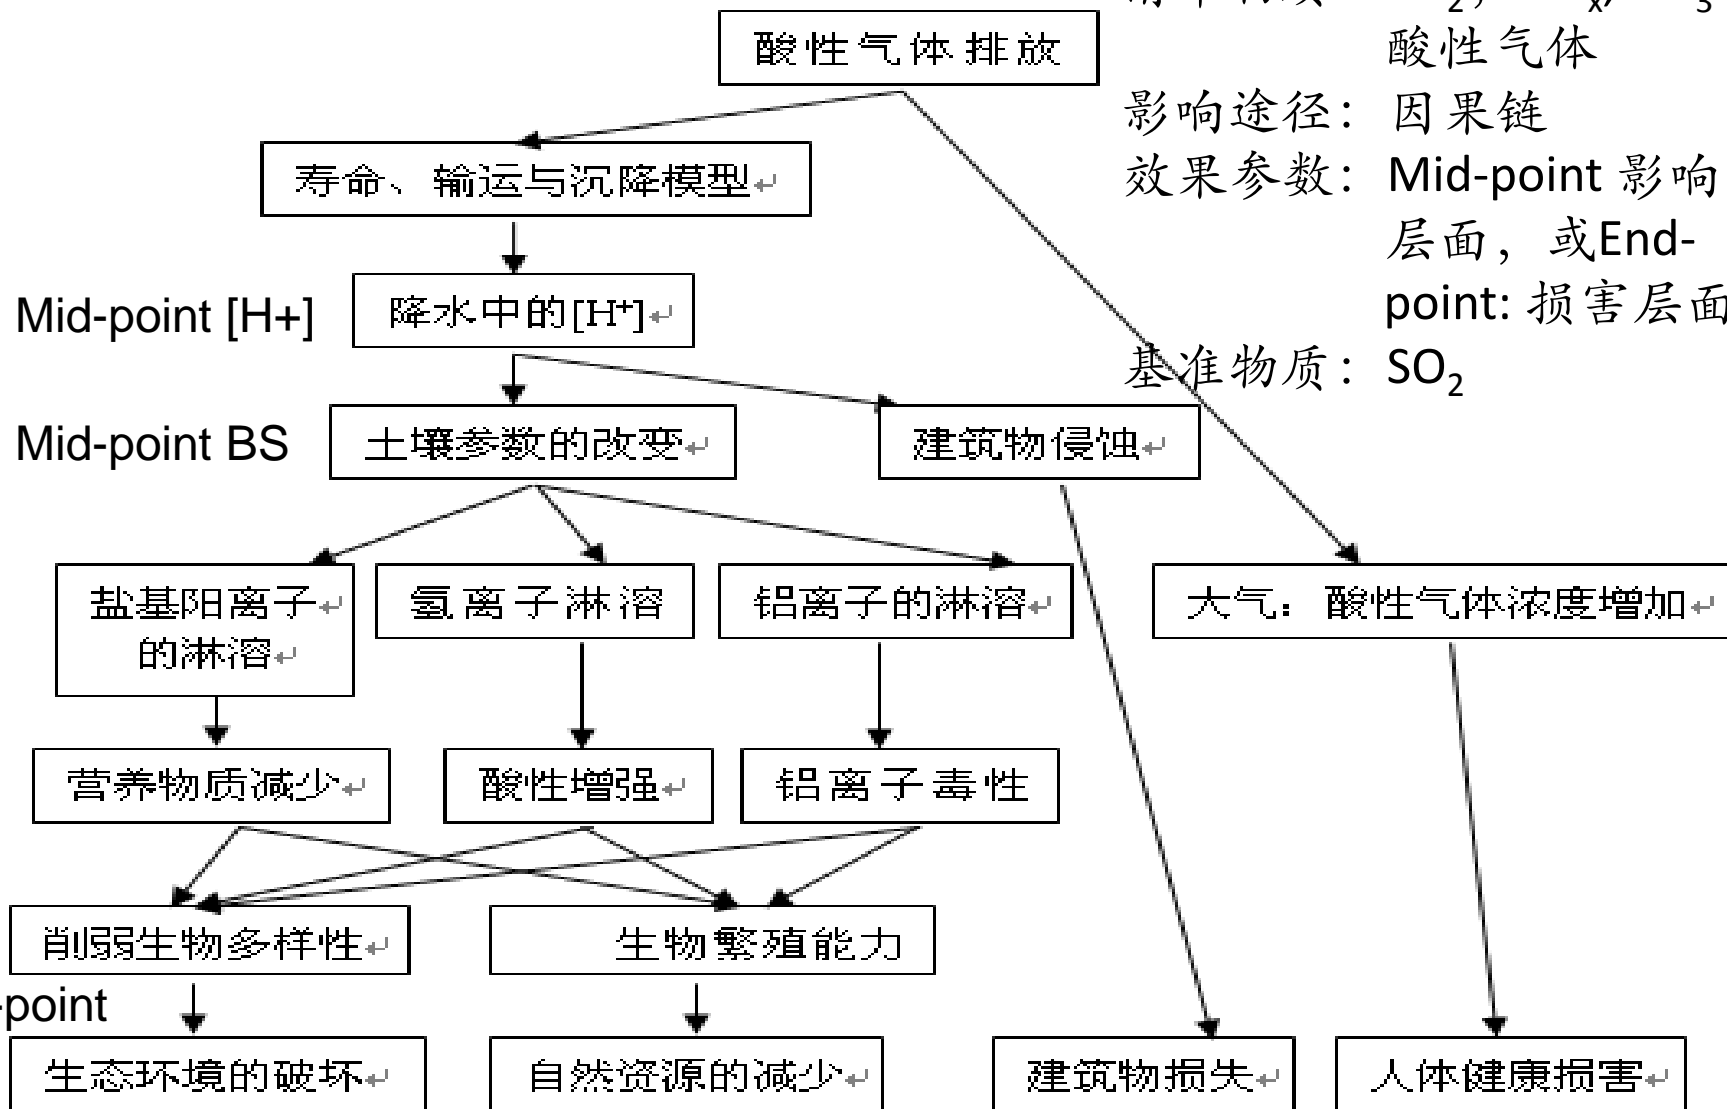 酸性气体排放
酸性气体
影响途径：因果链
效果参数：Mid-point 影响
层面，或End-
point: 损害层面
基准物质：SO₂
寿命、输运与沉降模型
Mid-point [H+]
降水中的[H⁺]
Mid-point BS
土壤参数的改变
建筑物侵蚀
盐基阳离子
的淋溶
氢离子淋溶
铝离子的淋溶
大气：酸性气体浓度增加
营养物质减少
酸性增强
铝离子毒性
削弱生物多样性
生物繁殖能力
-point
生态环境的破坏
自然资源的减少
建筑物损失
人体健康损害